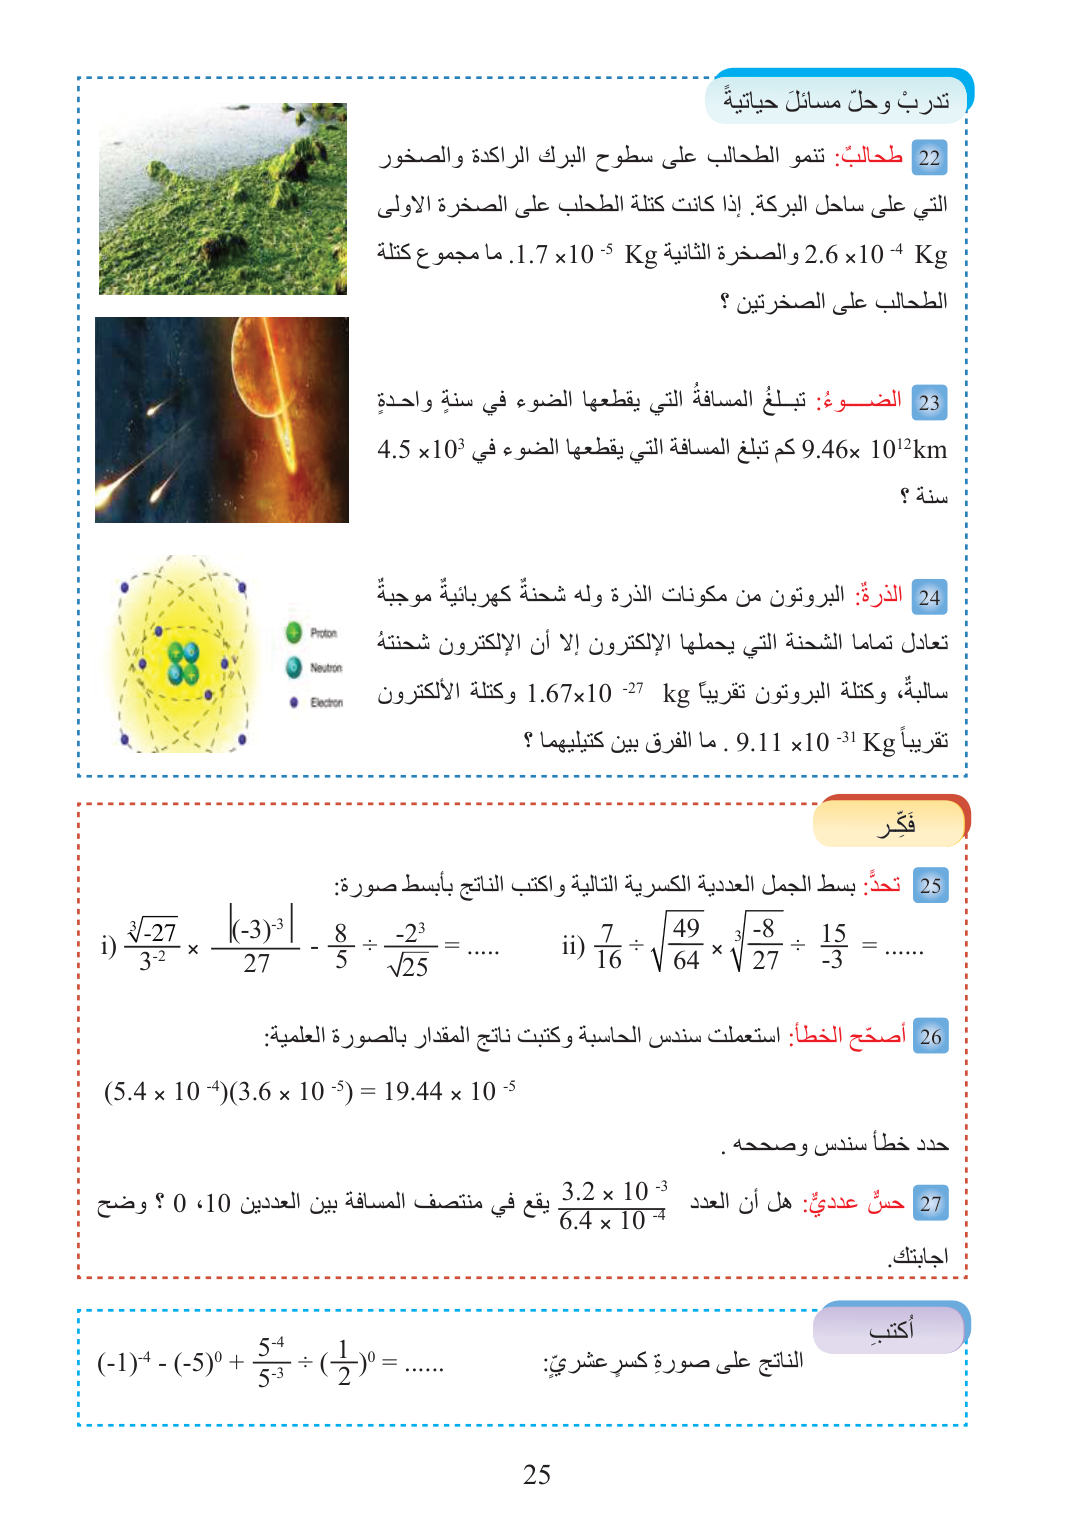 تدربْ وحلّ مسائلَ حياتيةً
22 طحالبٌ: تنمو الطحالب على سطوح البرك الراكدة والصخور
التي على ساحل البركة. إذا كانت كتلة الطحلب على الصخرة الاولى
2.6 ×10 ⁻⁴ Kg والصخرة الثانية 1.7 ×10 ⁻⁵ Kg. ما مجموع كتلة
الطحالب على الصخرتين ؟
23 الضــــوءُ: تبـــلغُ المسافةُ التي يقطعها الضوء في سنةٍ واحـدةٍ
9.46× 10¹²km كم تبلغ المسافة التي يقطعها الضوء في 4.5 ×10³
سنة ؟
Proton
Neutron
Electron
24 الذرةٌ: البروتون من مكونات الذرة وله شحنةٌ كهربائيةٌ موجبةٌ
تعادل تماما الشحنة التي يحملها الإلكترون إلا أن الإلكترون شحنتهُ
سالبةٌ، وكتلة البروتون تقريبًا 1.67×10 ⁻²⁷ kg وكتلة الألكترون
تقريباً 9.11 ×10 ⁻³¹ Kg . ما الفرق بين كتيليهما ؟
فَكِّـر
25 تحدًّ: بسط الجمل العددية الكسرية التالية واكتب الناتج بأبسط صورة:
i) ∛-27/3⁻² × |(-3)⁻³|/27 - 8/5 ÷ -2³/√25 = ..... ii) 7/16 ÷ √(49/64) × ∛(-8/27) ÷ 15/-3 = ......
26 أصحّح الخطأ: استعملت سندس الحاسبة وكتبت ناتج المقدار بالصورة العلمية:
(5.4 × 10 ⁻⁴)(3.6 × 10 ⁻⁵) = 19.44 × 10 ⁻⁵
حدد خطأ سندس وصححه .
27 حسٌّ عدديٌّ: هل أن العدد 3.2 × 10 ⁻³/6.4 × 10 ⁻⁴ يقع في منتصف المسافة بين العددين 10، 0 ؟ وضح
اجابتك.
اُكتبِ
الناتج على صورةِ كسرٍعشريٍّ: (-1)⁻⁴ - (-5)⁰ + 5⁻⁴/5⁻³ ÷ (1/2)⁰ = ......
25